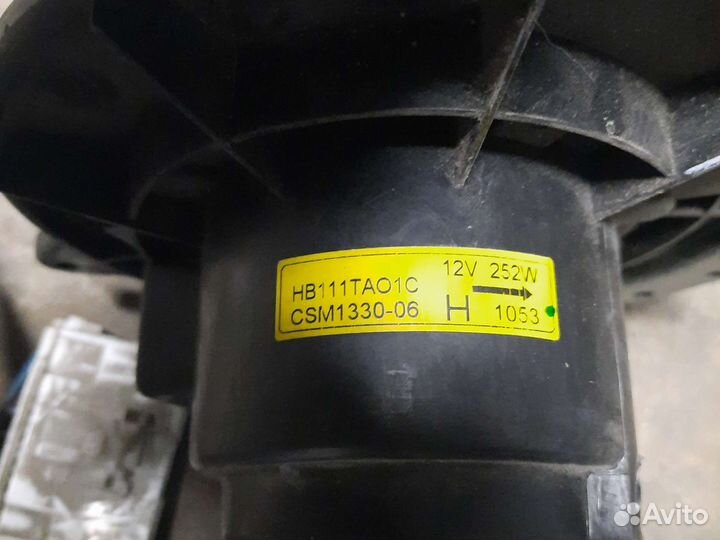 HB111TAO1C 12V 252W
CSM1330-06 H 1053
Avito